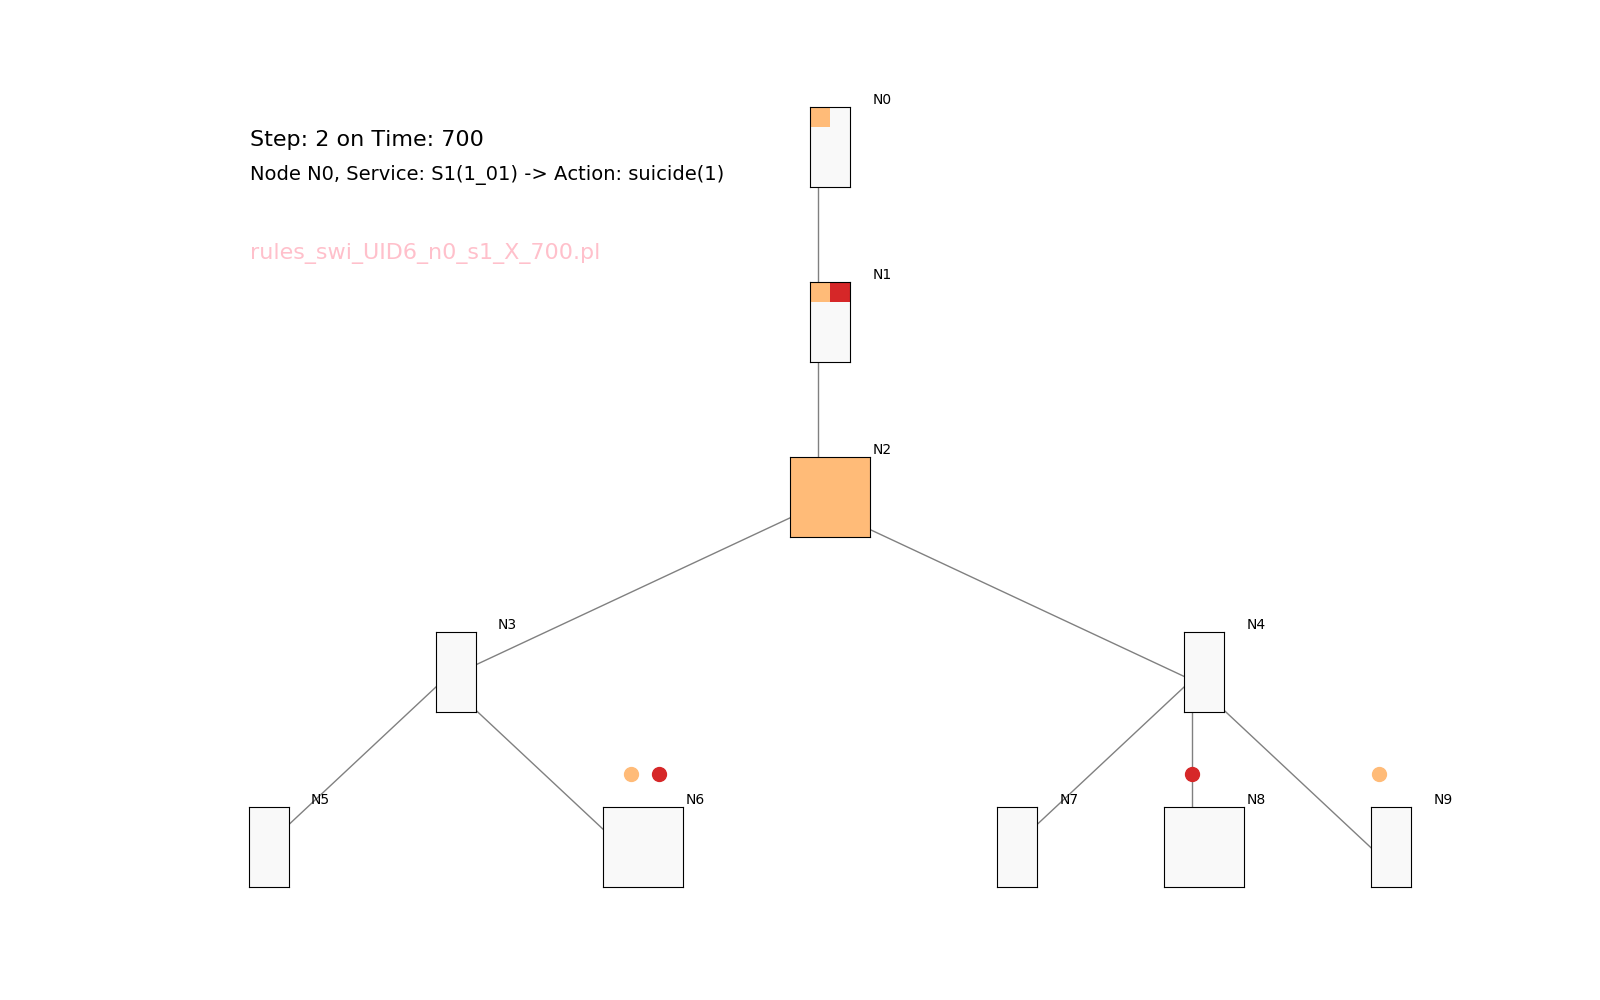 N0
Step: 2 on Time: 700
Node N0, Service: S1(1_01) -> Action: suicide(1)
rules_swi_UID6_n0_s1_X_700.pl
N1
N2
N3
N4
N5
N6
N7
N8
N9